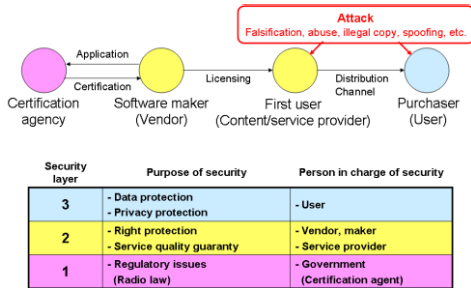 Attack
Falsification, abuse, illegal copy, spoofing, etc.
Application
Certification
Licensing
Distribution
Channel
Certification
agency
Software maker
(Vendor)
First user
(Content/service provider)
Purchaser
(User)
Security
layer
Purpose of security
Person in charge of security
3
- Data protection
- Privacy protection
- User
2
- Right protection
- Service quality guaranty
- Vendor, maker
- Service provider
1
- Regulatory issues
(Radio law)
- Government
(Certification agent)